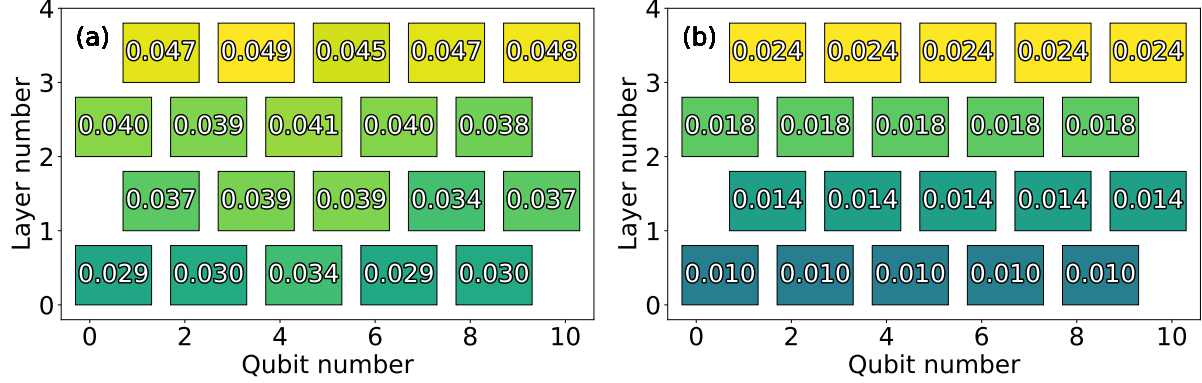 4
(a)
0.047 0.049 0.045 0.047 0.048
3
0.040 0.039 0.041 0.040 0.038
2
0.037 0.039 0.039 0.034 0.037
1
0.029 0.030 0.034 0.029 0.030
0
Layer number
0 2 4 6 8 10
Qubit number
4
(b)
0.024 0.024 0.024 0.024 0.024
3
0.018 0.018 0.018 0.018 0.018
2
0.014 0.014 0.014 0.014 0.014
1
0.010 0.010 0.010 0.010 0.010
0
Layer number
0 2 4 6 8 10
Qubit number